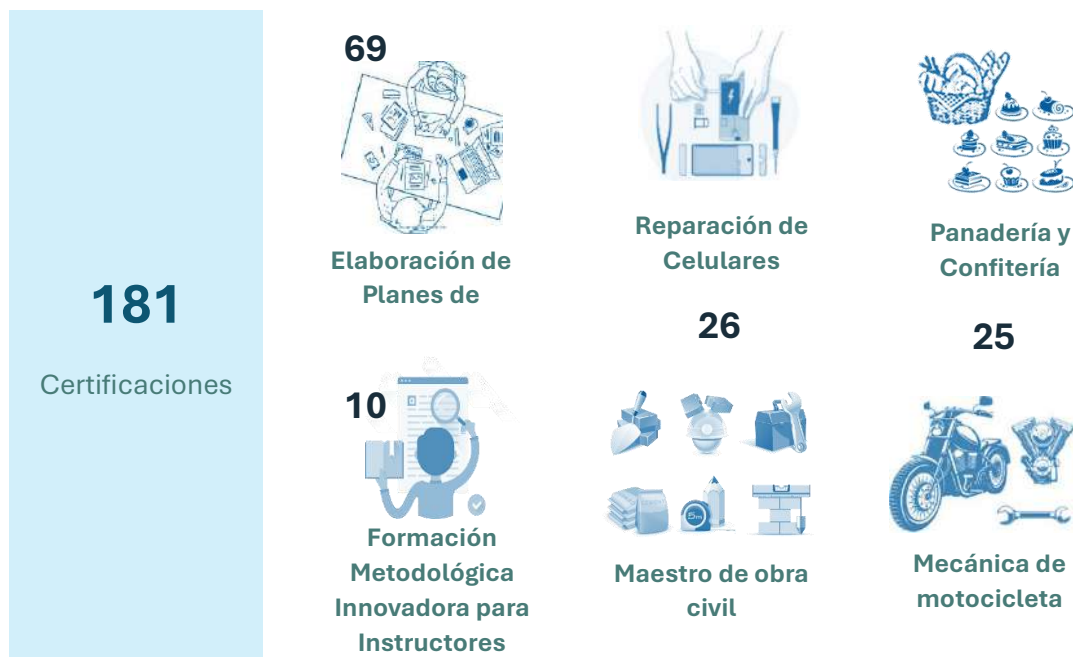 181
Certificaciones
69
Elaboración de
Planes de
Reparación de
Celulares
Panadería y
Confitería
26
25
10
Formación
Metodológica
Innovadora para
Instructores
5m
Maestro de obra
civil
Mecánica de
motocicleta